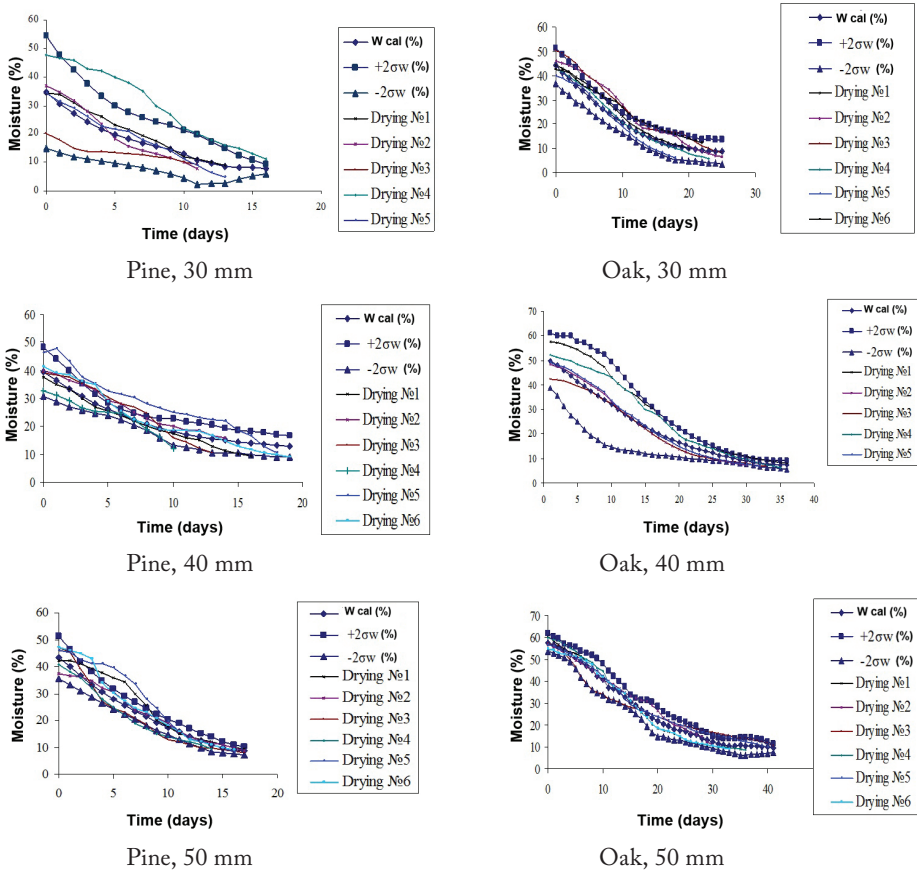 60
50
40
30
20
10
0
Moisture (%)
0 5 10 15 20
Time (days)
W cal (%)
+2σw (%)
-2σw (%)
Drying №1
Drying №2
Drying №3
Drying №4
Drying №5
Pine, 30 mm
60
50
40
30
20
10
0
Moisture (%)
0 10 20 30
Time (days)
W cal (%)
+2σw (%)
-2σw (%)
Drying №1
Drying №2
Drying №3
Drying №4
Drying №5
Drying №6
Oak, 30 mm
60
50
40
30
20
10
0
Moisture (%)
0 5 10 15 20
Time (days)
W cal (%)
+2σw (%)
-2σw (%)
Drying №1
Drying №2
Drying №3
Drying №4
Drying №5
Drying №6
Pine, 40 mm
70
60
50
40
30
20
10
0
Moisture (%)
0 5 10 15 20 25 30 35 40
Time (days)
W cal (%)
+2σw (%)
-2σw (%)
Drying №1
Drying №2
Drying №3
Drying №4
Drying №5
Oak, 40 mm
60
50
40
30
20
10
0
Moisture (%)
0 5 10 15 20
Time (days)
W cal (%)
+2σw (%)
-2σw (%)
Drying №1
Drying №2
Drying №3
Drying №4
Drying №5
Drying №6
Pine, 50 mm
70
60
50
40
30
20
10
0
Moisture (%)
0 10 20 30 40
Time (days)
W cal (%)
+2σw (%)
-2σw (%)
Drying №1
Drying №2
Drying №3
Drying №4
Drying №5
Drying №6
Oak, 50 mm